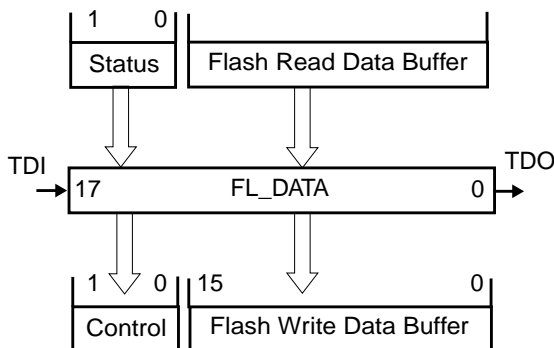 1 0
Status Flash Read Data Buffer
TDI TDO
17 FL_DATA 0
1 0 15 0
Control Flash Write Data Buffer